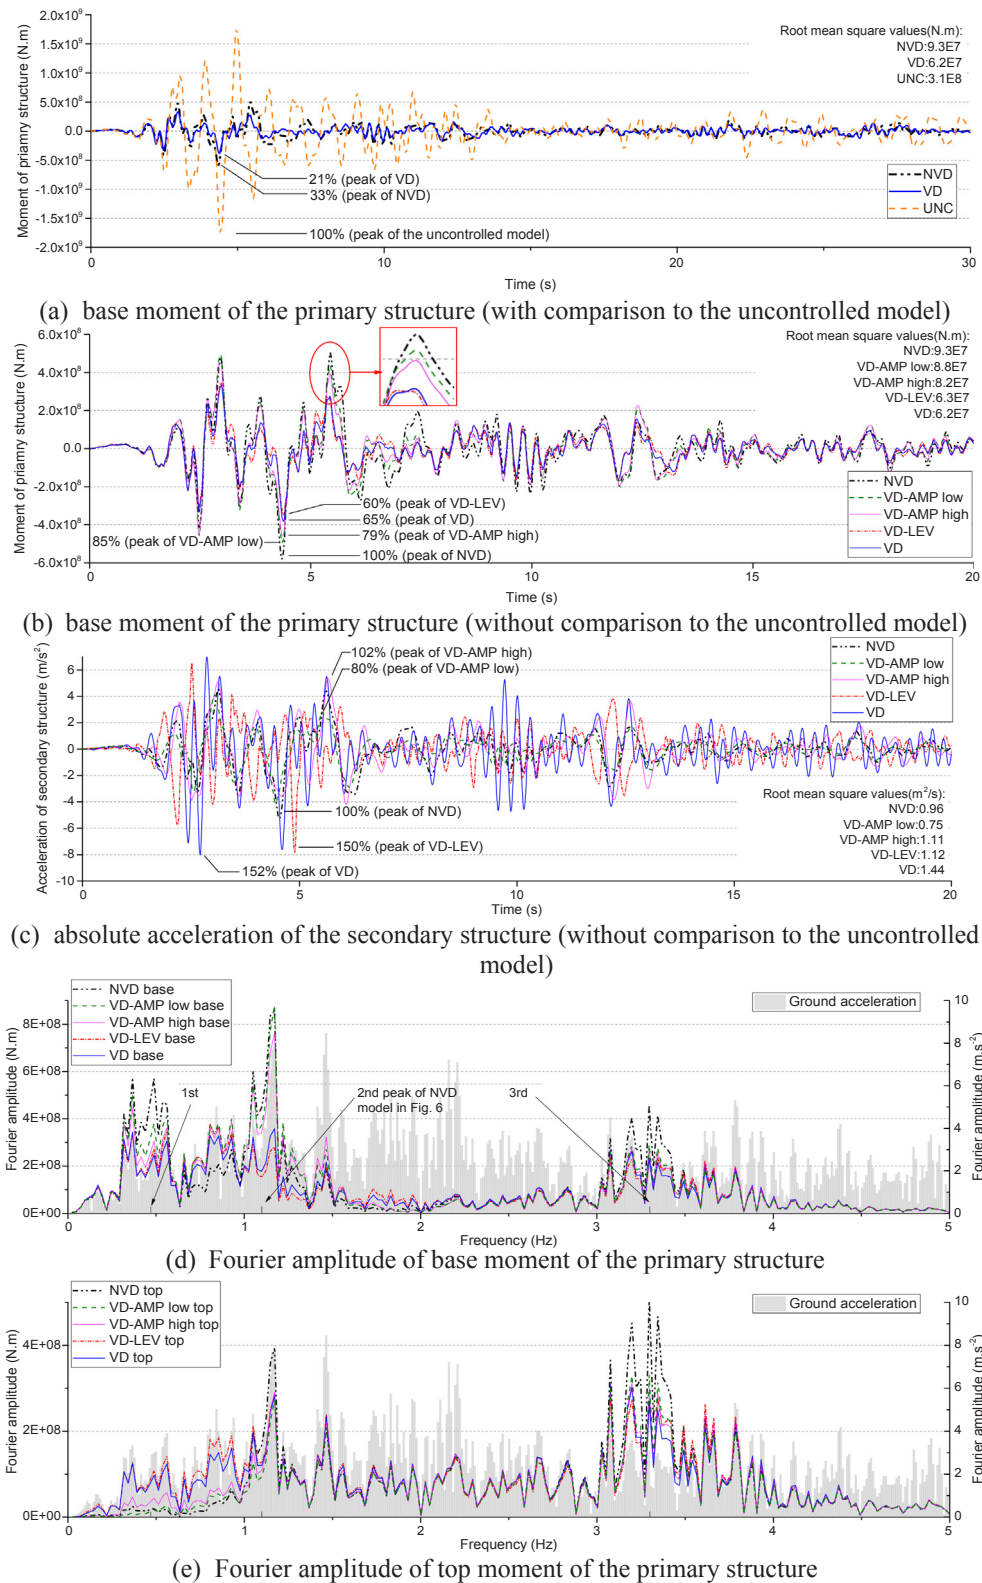 2.0x10⁹
1.5x10⁹
1.0x10⁹
5.0x10⁸
0.0
-5.0x10⁸
-1.0x10⁹
-1.5x10⁹
-2.0x10⁹
Moment of priamry structure (N.m)
Root mean square values(N.m):
NVD:9.3E7
VD:6.2E7
UNC:3.1E8
21% (peak of VD)
33% (peak of NVD)
100% (peak of the uncontrolled model)
NVD
VD
UNC
0 10 20 30
Time (s)
(a) base moment of the primary structure (with comparison to the uncontrolled model)
6.0x10⁸
4.0x10⁸
2.0x10⁸
0.0
-2.0x10⁸
-4.0x10⁸
-6.0x10⁸
Moment of priamry structure (N.m)
Root mean square values(N.m):
NVD:9.3E7
VD-AMP low:8.8E7
VD-AMP high:8.2E7
VD-LEV:6.3E7
VD:6.2E7
60% (peak of VD-LEV)
65% (peak of VD)
79% (peak of VD-AMP high)
85% (peak of VD-AMP low)
100% (peak of NVD)
NVD
VD-AMP low
VD-AMP high
VD-LEV
VD
0 5 10 15 20
Time (s)
(b) base moment of the primary structure (without comparison to the uncontrolled model)
6
4
2
0
-2
-4
-6
-8
-10
Acceleration of secondary structure (m/s²)
102% (peak of VD-AMP high)
80% (peak of VD-AMP low)
NVD
VD-AMP low
VD-AMP high
VD-LEV
VD
100% (peak of NVD)
150% (peak of VD-LEV)
152% (peak of VD)
Root mean square values(m²/s):
NVD:0.96
VD-AMP low:0.75
VD-AMP high:1.11
VD-LEV:1.12
VD:1.44
0 5 10 15 20
Time (s)
(c) absolute acceleration of the secondary structure (without comparison to the uncontrolled
model)
NVD base
VD-AMP low base
VD-AMP high base
VD-LEV base
VD base
Ground acceleration
8E+08
6E+08
4E+08
2E+08
0E+00
Fourier amplitude (N.m)
1st
2nd peak of NVD
model in Fig. 6
3rd
10
8
6
4
2
0
Fourier amplitude (m.s⁻²)
0 1 2 3 4 5
Frequency (Hz)
(d) Fourier amplitude of base moment of the primary structure
NVD top
VD-AMP low top
VD-AMP high top
VD-LEV top
VD top
Ground acceleration
4E+08
2E+08
0E+00
Fourier amplitude (N.m)
10
8
6
4
2
0
Fourier amplitude (m.s⁻²)
0 1 2 3 4 5
Frequency (Hz)
(e) Fourier amplitude of top moment of the primary structure